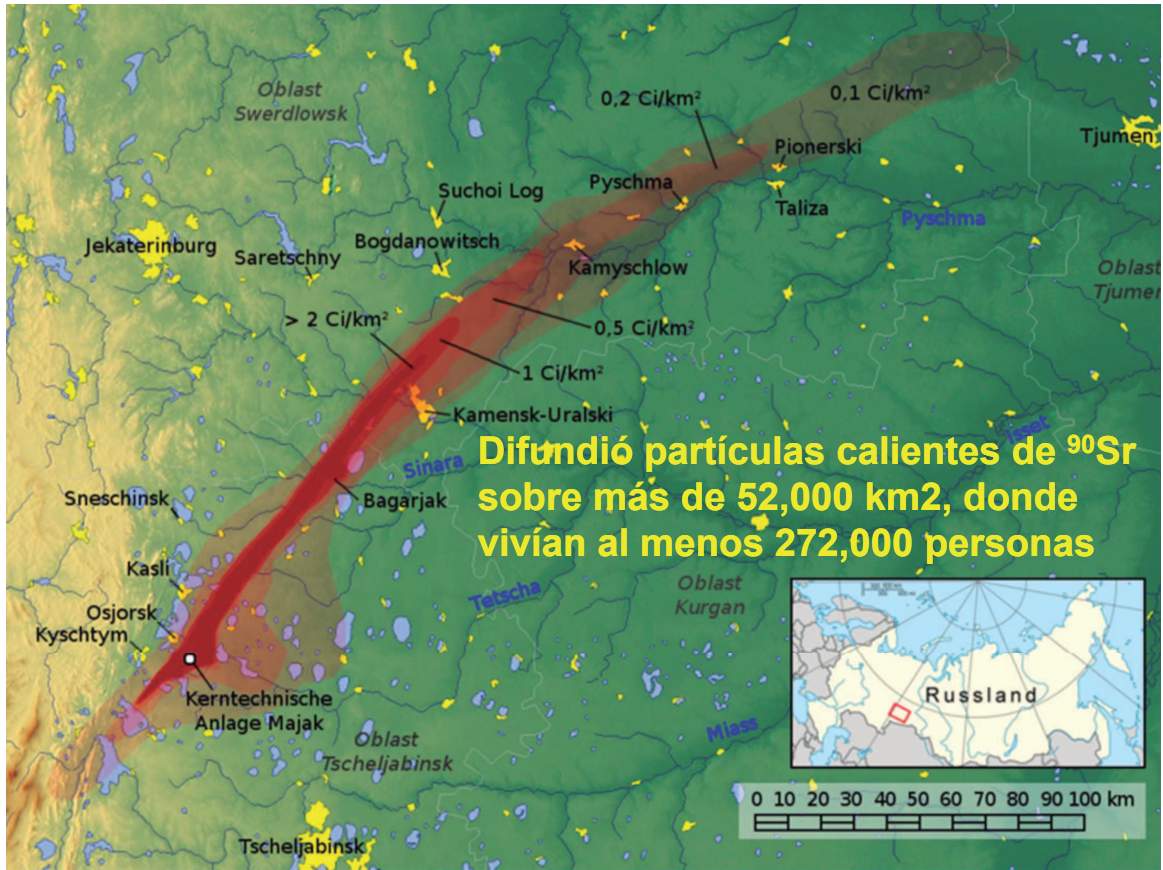 Oblast
Swerdlowsk
0,2 Ci/km²
0,1 Ci/km²
Tjumen
Pionerski
Pyschma
Suchoi Log
Taliza
Pyschma
Jekaterinburg
Saretschny
Bogdanowitsch
Kamyschlow
Oblast
Tjumen
> 2 Ci/km²
0,5 Ci/km²
1 Ci/km²
Kamensk-Uralski
Isset
Difundió partículas calientes de ⁹⁰Sr
sobre más de 52,000 km2, donde
vivían al menos 272,000 personas
Sinara
Sneschinsk
Bagarjak
Kasli
Tetscha
Oblast
Kurgan
Osjorsk
Kyschtym
Kerntechnische
Anlage Majak
Russland
Oblast
Tscheljabinsk
Miass
0 10 20 30 40 50 60 70 80 90 100 km
Tscheljabinsk